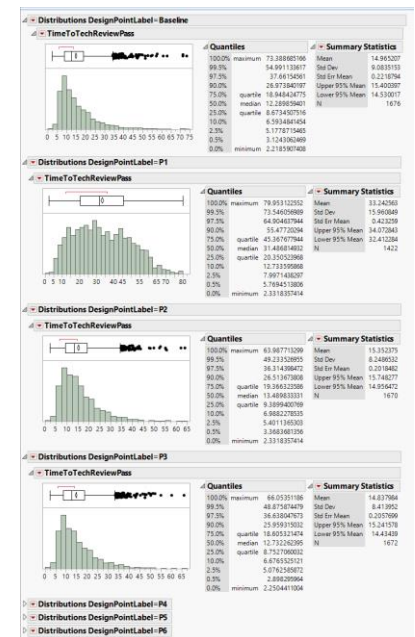 Distributions DesignPointLabel=Baseline
TimeToTechReviewPass
0 5 10 15 20 25 30 35 40 45 50 55 60 65 70 75
Quantiles
100.0% maximum 73.388685166
99.5% 54.991133617
97.5% 37.66154561
90.0% 26.973840197
75.0% quartile 18.948424775
50.0% median 12.289859401
25.0% quartile 8.6734507516
10.0% 6.5934841454
2.5% 5.1778715465
0.5% 3.1243062469
0.0% minimum 2.2185907408
Summary Statistics
Mean 14.965207
Std Dev 9.0835153
Std Err Mean 0.2218794
Upper 95% Mean 15.400397
Lower 95% Mean 14.530017
N 1676
Distributions DesignPointLabel=P1
TimeToTechReviewPass
0 5 10 20 30 40 45 55 60 70 80
Quantiles
100.0% maximum 79.953122552
99.5% 73.546056989
97.5% 64.904637944
90.0% 55.47720294
75.0% quartile 45.367677944
50.0% median 31.486814932
25.0% quartile 20.350523968
10.0% 12.733595868
2.5% 7.9971436297
0.5% 5.7694513806
0.0% minimum 2.3318357414
Summary Statistics
Mean 33.242563
Std Dev 15.960849
Std Err Mean 0.423259
Upper 95% Mean 34.072843
Lower 95% Mean 32.412284
N 1422
Distributions DesignPointLabel=P2
TimeToTechReviewPass
0 5 10 15 20 25 30 35 40 45 50 55 60 65
Quantiles
100.0% maximum 63.987713299
99.5% 49.233526955
97.5% 36.314398472
90.0% 26.513673808
75.0% quartile 19.366323586
50.0% median 13.489833331
25.0% quartile 9.3899400769
10.0% 6.9882278535
2.5% 5.4011365303
0.5% 3.3683681356
0.0% minimum 2.3318357414
Summary Statistics
Mean 15.352375
Std Dev 8.2486532
Std Err Mean 0.2018482
Upper 95% Mean 15.748277
Lower 95% Mean 14.956472
N 1670
Distributions DesignPointLabel=P3
TimeToTechReviewPass
0 5 10 15 20 25 30 35 40 45 50 55 60 65
Quantiles
100.0% maximum 66.05351186
99.5% 48.875874479
97.5% 36.638047673
90.0% 25.959315032
75.0% quartile 18.605321474
50.0% median 12.732262395
25.0% quartile 8.7527060032
10.0% 6.6765525121
2.5% 5.0762585872
0.5% 2.898295964
0.0% minimum 2.2504411004
Summary Statistics
Mean 14.837984
Std Dev 8.413952
Std Err Mean 0.2057699
Upper 95% Mean 15.241578
Lower 95% Mean 14.43439
N 1672
Distributions DesignPointLabel=P4
Distributions DesignPointLabel=P5
Distributions DesignPointLabel=P6